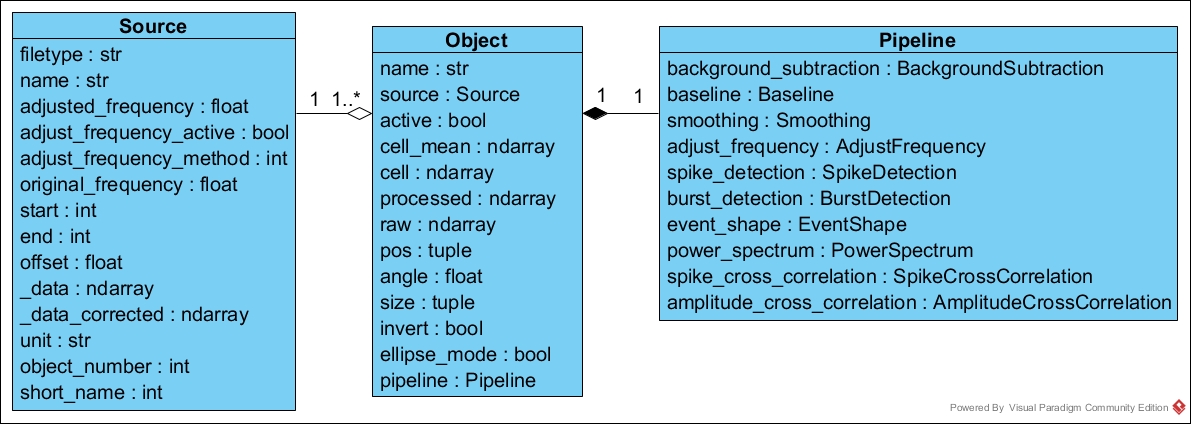 Source
filetype : str
name : str
adjusted_frequency : float
adjust_frequency_active : bool
adjust_frequency_method : int
original_frequency : float
start : int
end : int
offset : float
_data : ndarray
_data_corrected : ndarray
unit : str
object_number : int
short_name : int
1 1..*
Object
name : str
source : Source
active : bool
cell_mean : ndarray
cell : ndarray
processed : ndarray
raw : ndarray
pos : tuple
angle : float
size : tuple
invert : bool
ellipse_mode : bool
pipeline : Pipeline
1 1
Pipeline
background_subtraction : BackgroundSubtraction
baseline : Baseline
smoothing : Smoothing
adjust_frequency : AdjustFrequency
spike_detection : SpikeDetection
burst_detection : BurstDetection
event_shape : EventShape
power_spectrum : PowerSpectrum
spike_cross_correlation : SpikeCrossCorrelation
amplitude_cross_correlation : AmplitudeCrossCorrelation
Powered By Visual Paradigm Community Edition